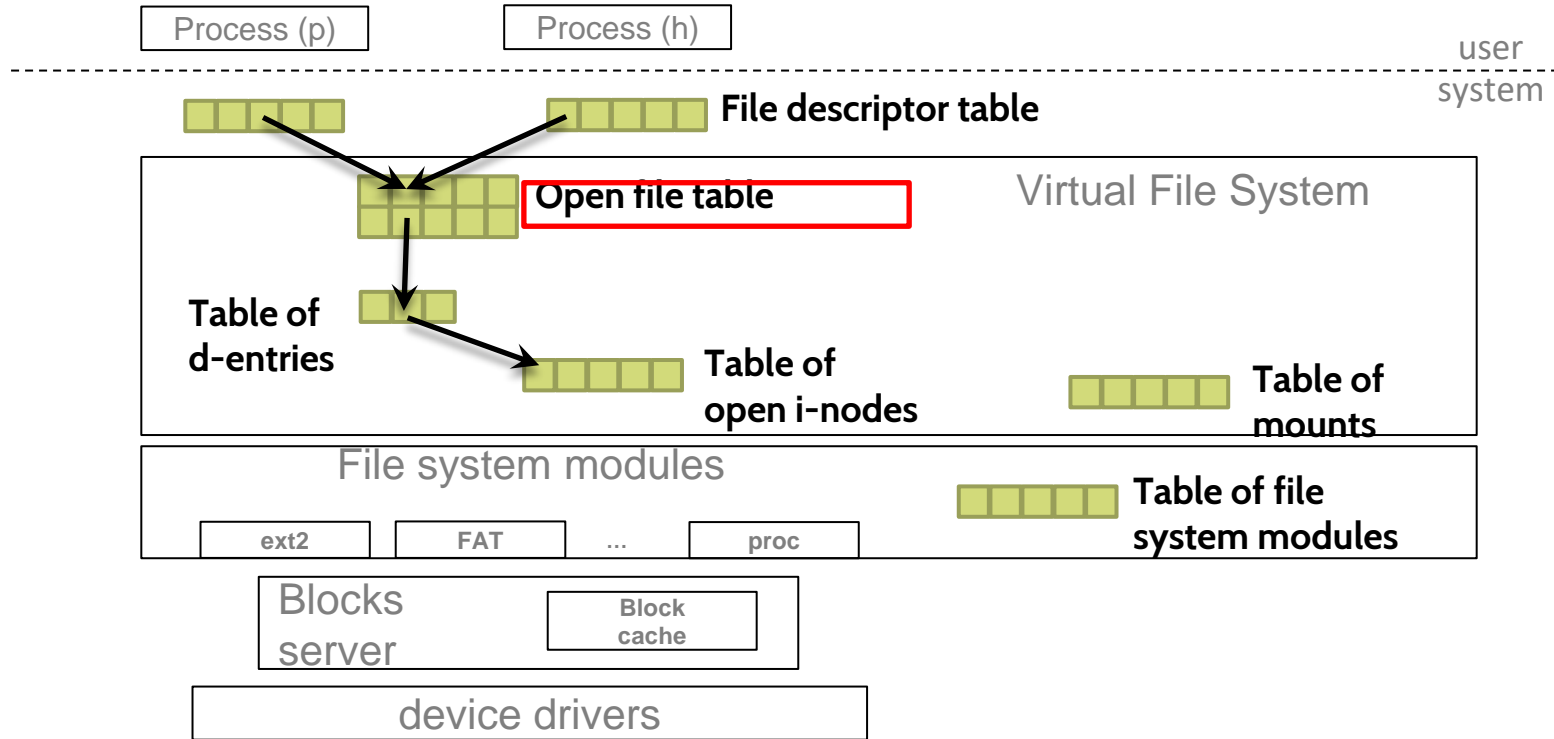 Process (p)
Process (h)
user
system
File descriptor table
Open file table
Virtual File System
Table of
d-entries
Table of
open i-nodes
Table of
mounts
File system modules
Table of file
system modules
ext2
FAT
...
proc
Blocks
server
Block
cache
device drivers